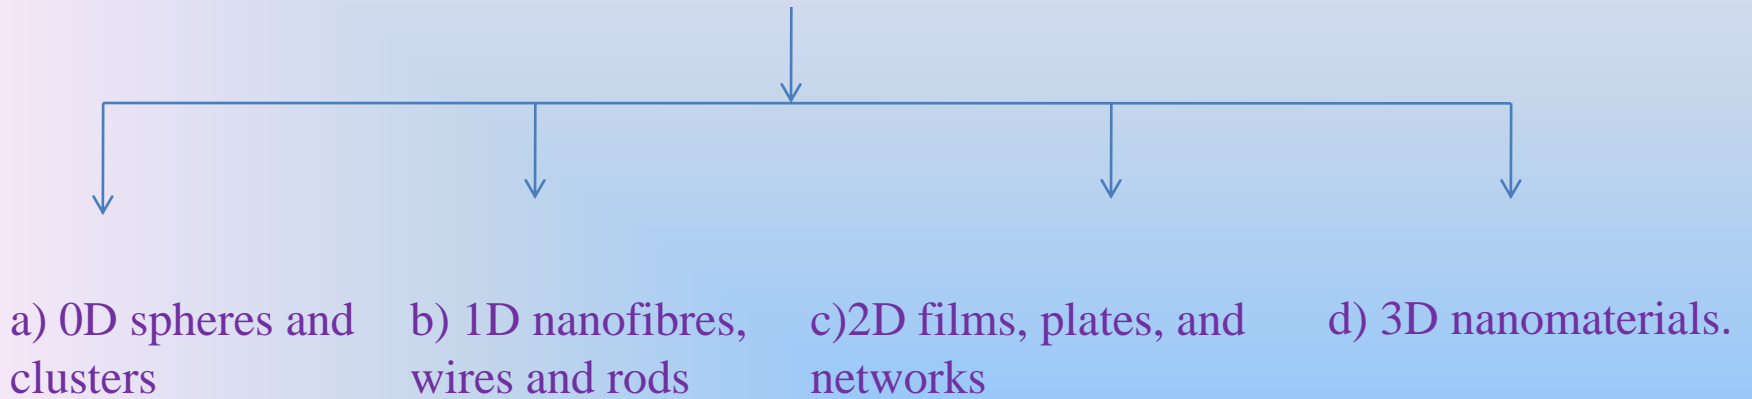 a) 0D spheres and
clusters
b) 1D nanofibres,
wires and rods
c)2D films, plates, and
networks
d) 3D nanomaterials.